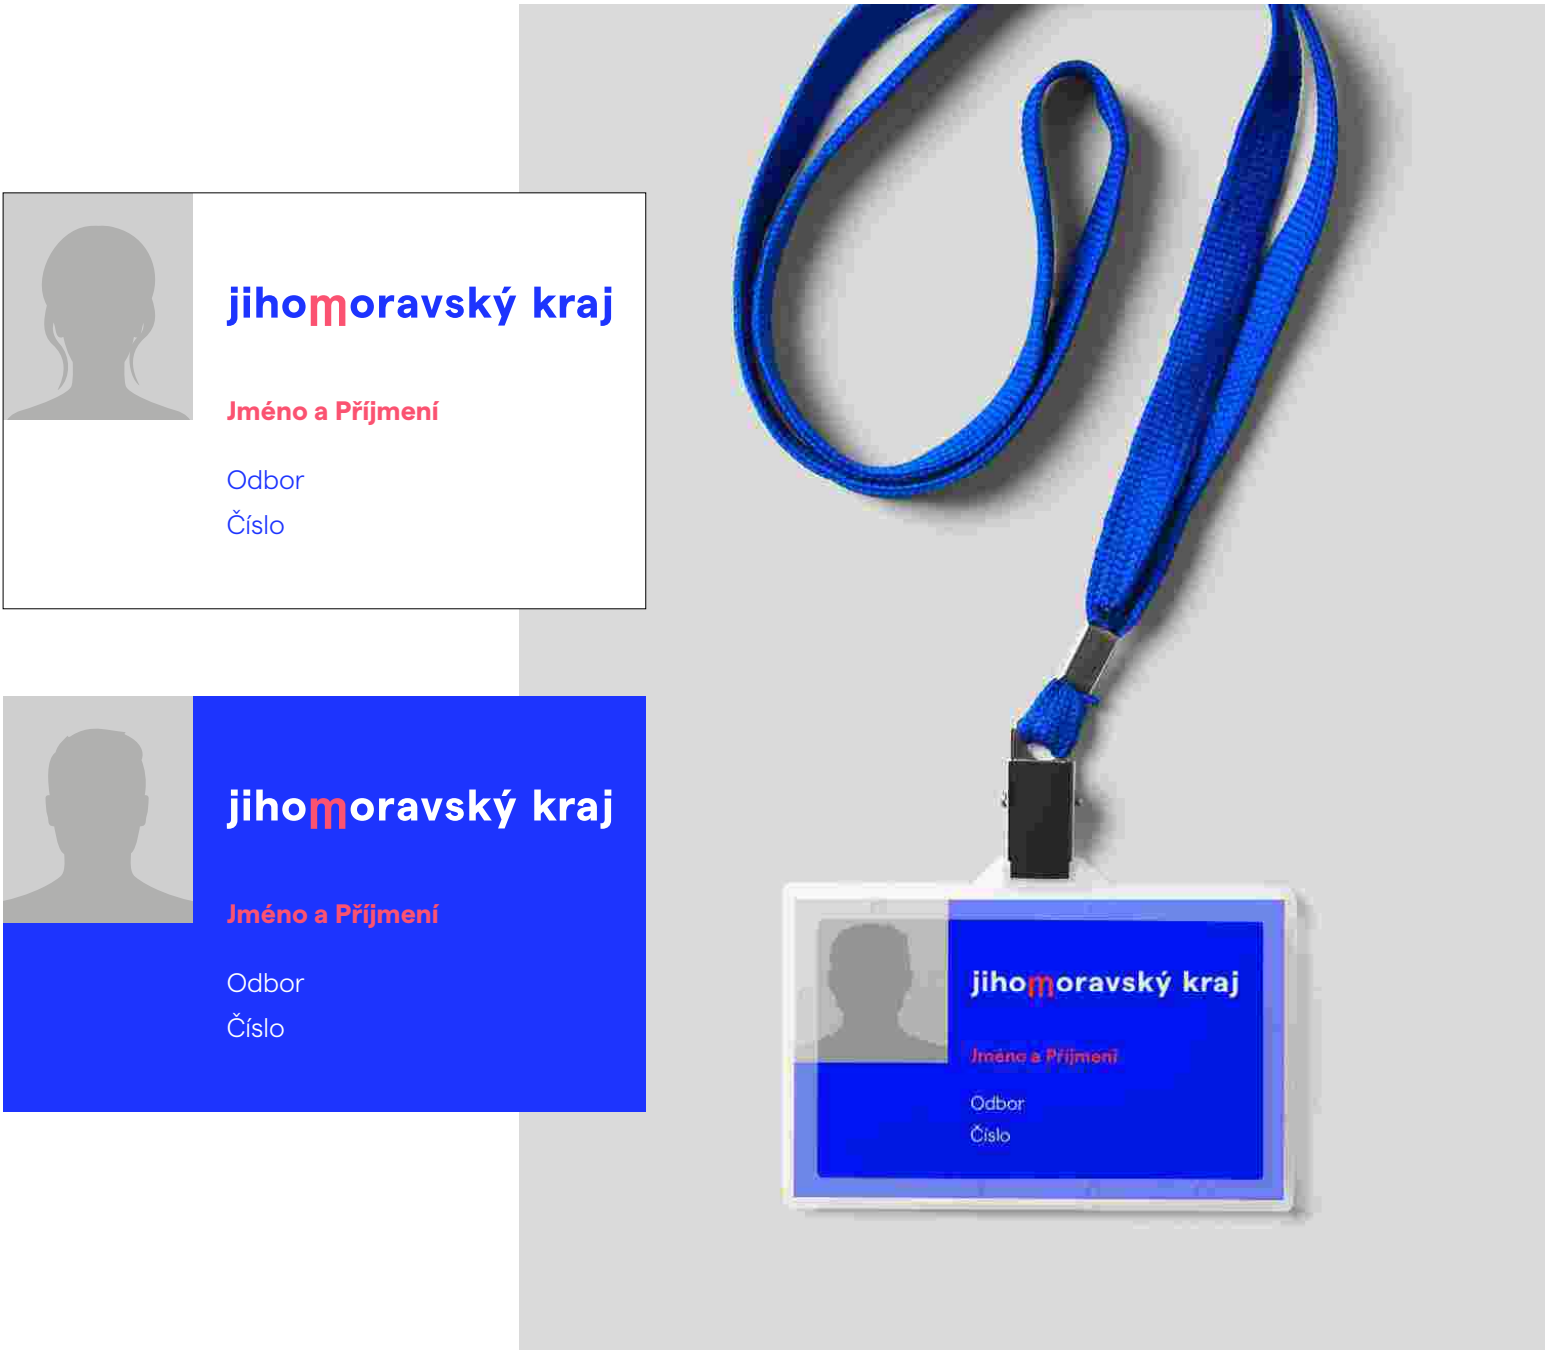 jihomoravský kraj
Jméno a Příjmení
Odbor
Číslo
jihomoravský kraj
Jméno a Příjmení
Odbor
Číslo
jihomoravský kraj
Jméno a Příjmení
Odbor
Číslo